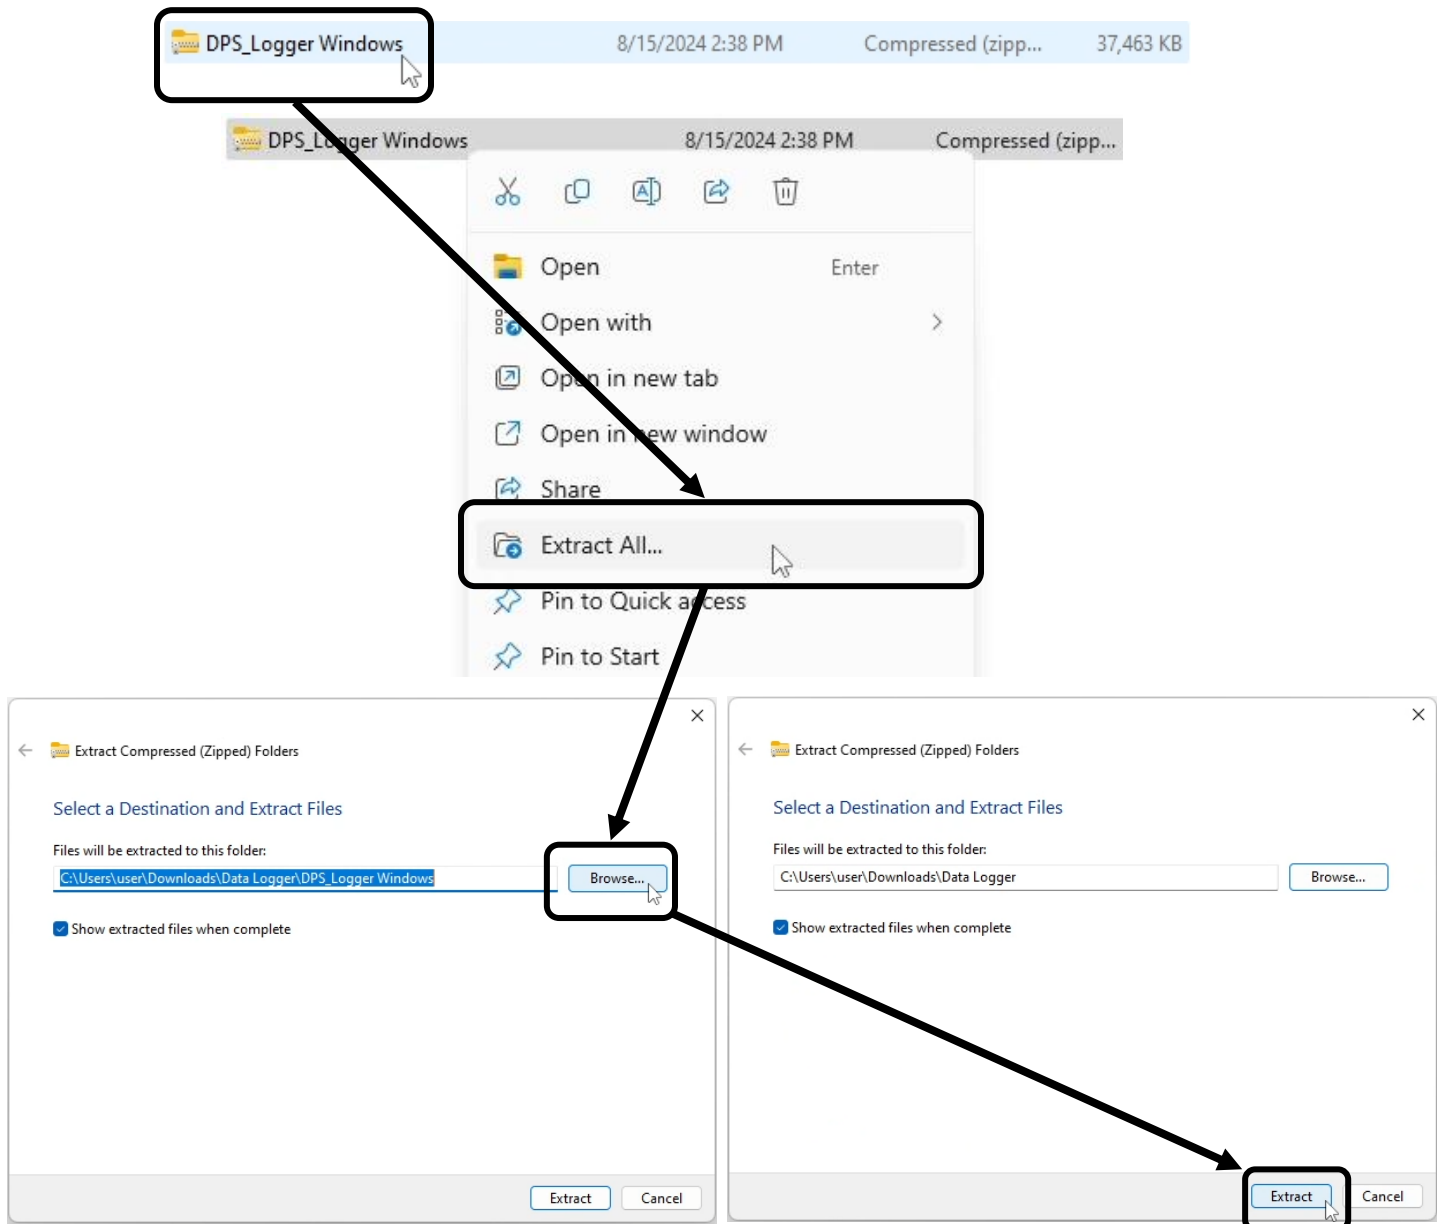 DPS_Logger Windows 8/15/2024 2:38 PM Compressed (zipp... 37,463 KB
DPS_Logger Windows 8/15/2024 2:38 PM Compressed (zipp...
Open Enter
Open with
Open in new tab
Open in new window
Share
Extract All...
Pin to Quick access
Pin to Start
Extract Compressed (Zipped) Folders
Select a Destination and Extract Files
Files will be extracted to this folder:
C:\Users\user\Downloads\Data Logger\DPS_Logger Windows
Browse...
Show extracted files when complete
Extract Cancel
Extract Compressed (Zipped) Folders
Select a Destination and Extract Files
Files will be extracted to this folder:
C:\Users\user\Downloads\Data Logger
Browse...
Show extracted files when complete
Extract Cancel